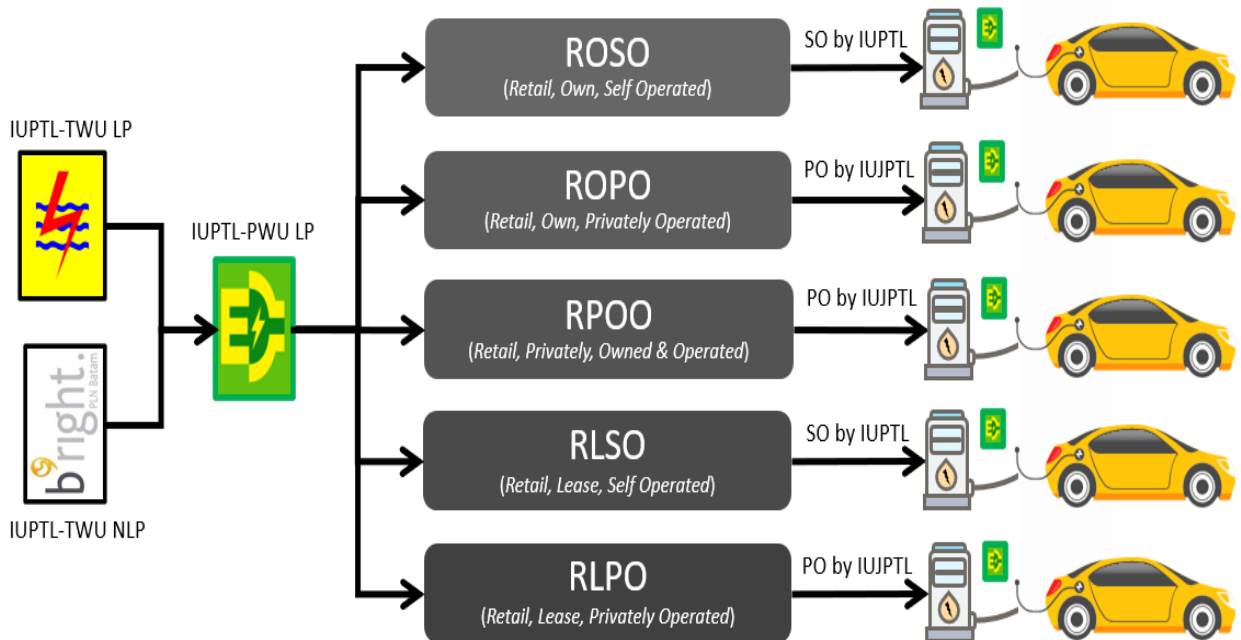 IUPTL-TWU LP
bright.
PLN Batam
IUPTL-TWU NLP
IUPTL-PWU LP
ROSO
(Retail, Own, Self Operated)
SO by IUPTL
ROPO
(Retail, Own, Privately Operated)
PO by IUJPTL
RPOO
(Retail, Privately, Owned & Operated)
PO by IUJPTL
RLSO
(Retail, Lease, Self Operated)
SO by IUPTL
RLPO
(Retail, Lease, Privately Operated)
PO by IUJPTL